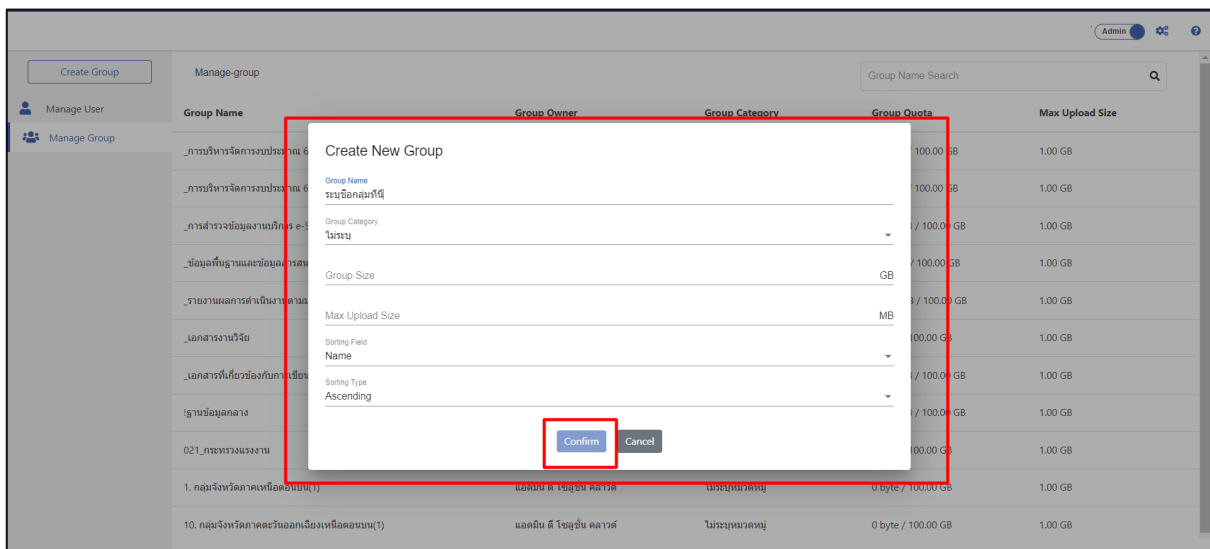 Admin
Create Group
Manage-group
Group Name Search
Manage User
Manage Group
Group Name Group Owner Group Category Group Quota Max Upload Size
_การบริหารจัดการงบประมาณ 6 100.00 GB 1.00 GB
_การบริหารจัดการงบประมาณ 6 100.00 GB 1.00 GB
_การสำรวจข้อมูลงานบริการ e-S / 100.00 GB 1.00 GB
_ข้อมูลพื้นฐานและข้อมูลสารสน / 100.00 GB 1.00 GB
_รายงานผลการดำเนินงานตาม / 100.00 GB 1.00 GB
_เอกสารงานวิจัย 100.00 GB 1.00 GB
_เอกสารที่เกี่ยวข้องกับการเขียน / 100.00 GB 1.00 GB
!ฐานข้อมูลกลาง / 100.00 GB 1.00 GB
021_กระทรวงแรงงาน 100.00 GB 1.00 GB
1. กลุ่มจังหวัดภาคเหนือตอนบน(1) แอดมิน ดี โซลูชั่น คลาวด์ ไม่ระบุหมวดหมู่ 0 byte / 100.00 GB 1.00 GB
10. กลุ่มจังหวัดภาคตะวันออกเฉียงเหนือตอนบน(1) แอดมิน ดี โซลูชั่น คลาวด์ ไม่ระบุหมวดหมู่ 0 byte / 100.00 GB 1.00 GB
Create New Group
Group Name
ระบุชื่อกลุ่มที่นี่
Group Category
ไม่ระบุ
Group Size GB
Max Upload Size MB
Sorting Field
Name
Sorting Type
Ascending
Confirm Cancel